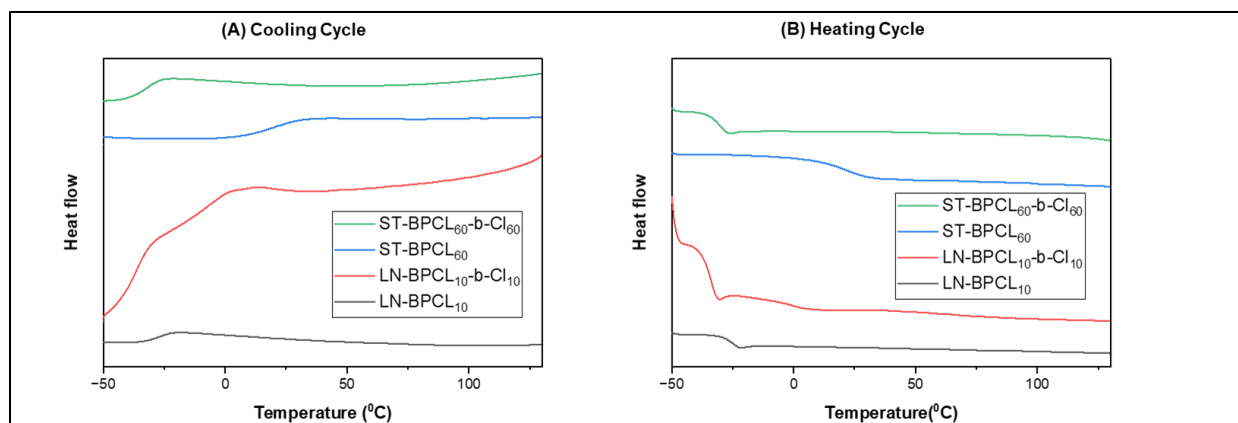 (A) Cooling Cycle
Heat flow
ST-BPCL₆₀-b-Cl₆₀
ST-BPCL₆₀
LN-BPCL₁₀-b-Cl₁₀
LN-BPCL₁₀
−50 0 50 100
Temperature (⁰C)
(B) Heating Cycle
Heat flow
ST-BPCL₆₀-b-Cl₆₀
ST-BPCL₆₀
LN-BPCL₁₀-b-Cl₁₀
LN-BPCL₁₀
−50 0 50 100
Temperature(⁰C)